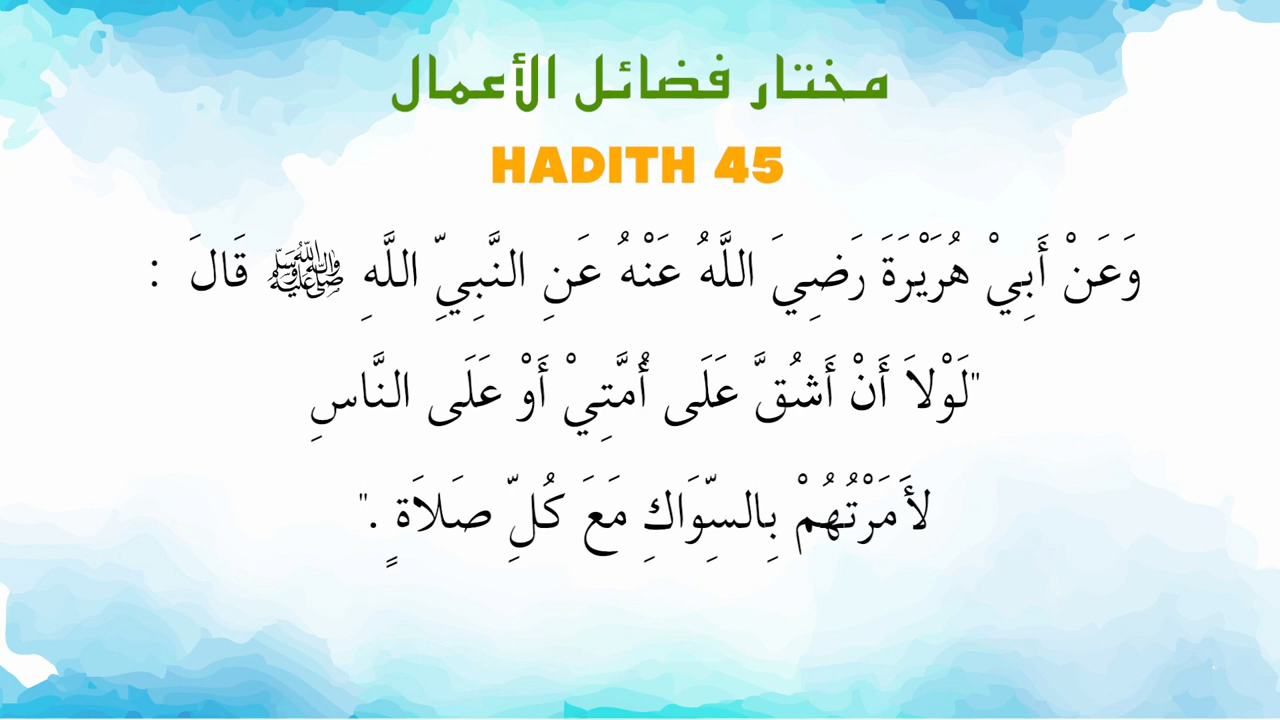 مختار فضائل الأعمال
HADITH 45
وَعَنْ أَبِيْ هُرَيْرَةَ رَضِيَ اللَّهُ عَنْهُ عَنِ النَّبِيِّ اللَّهِ ﷺ قَالَ :
"لَوْلاَ أَنْ أَشُقَّ عَلَى أُمَّتِيْ أَوْ عَلَى النَّاسِ
لأَمَرْتُهُمْ بِالسِّوَاكِ مَعَ كُلِّ صَلاَةٍ ."